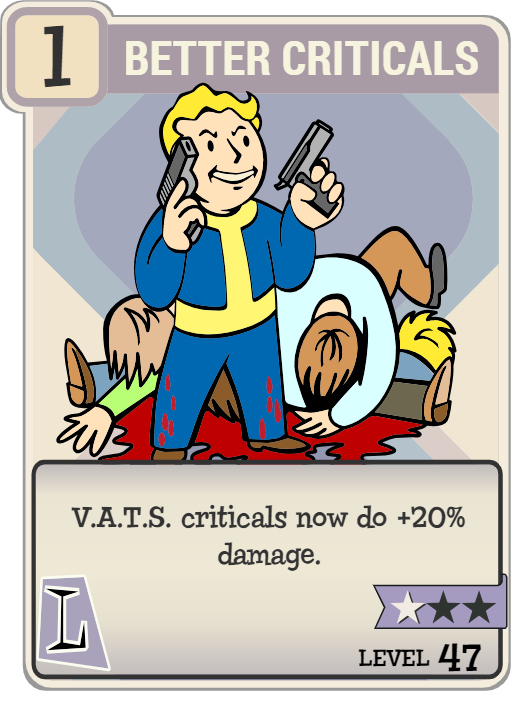 1
BETTER CRITICALS
V.A.T.S. criticals now do +20%
damage.
L
LEVEL 47